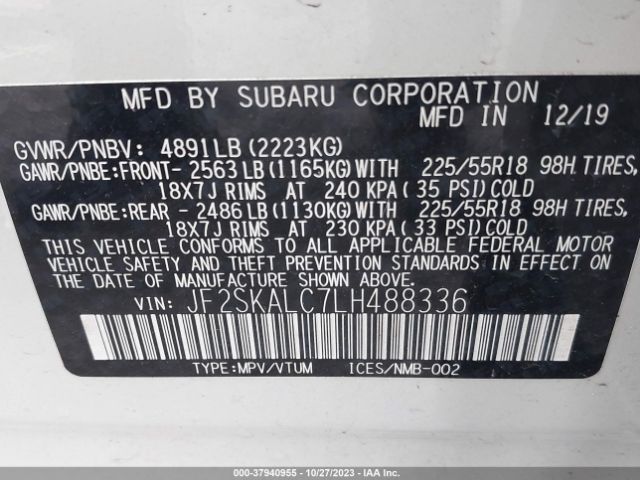 MFD BY SUBARU CORPORATION
MFD IN 12/19
GVWR/PNBV: 4891LB(2223KG)
GAWR/PNBE:FRONT- 2563LB(1165KG)WITH 225/55R18 98H TIRES,
18X7J RIMS AT 240 KPA( 35 PSI)COLD
GAWR/PNBE:REAR - 2486LB(1130KG)WITH 225/55R18 98H TIRES,
18X7J RIMS AT 230 KPA( 33 PSI)COLD
THIS VEHICLE CONFORMS TO ALL APPLICABLE FEDERAL MOTOR
VEHICLE SAFETY AND THEFT PREVENTION STANDARDS IN EFFECT ON
THE DATE OF MANUFACTURE SHOWN ABOVE.
VIN: JF2SKALC7LH488336
TYPE:MPV/VTUM ICES/NMB-002
0 - 37940955 - 10/27/2023 - IAA Inc.